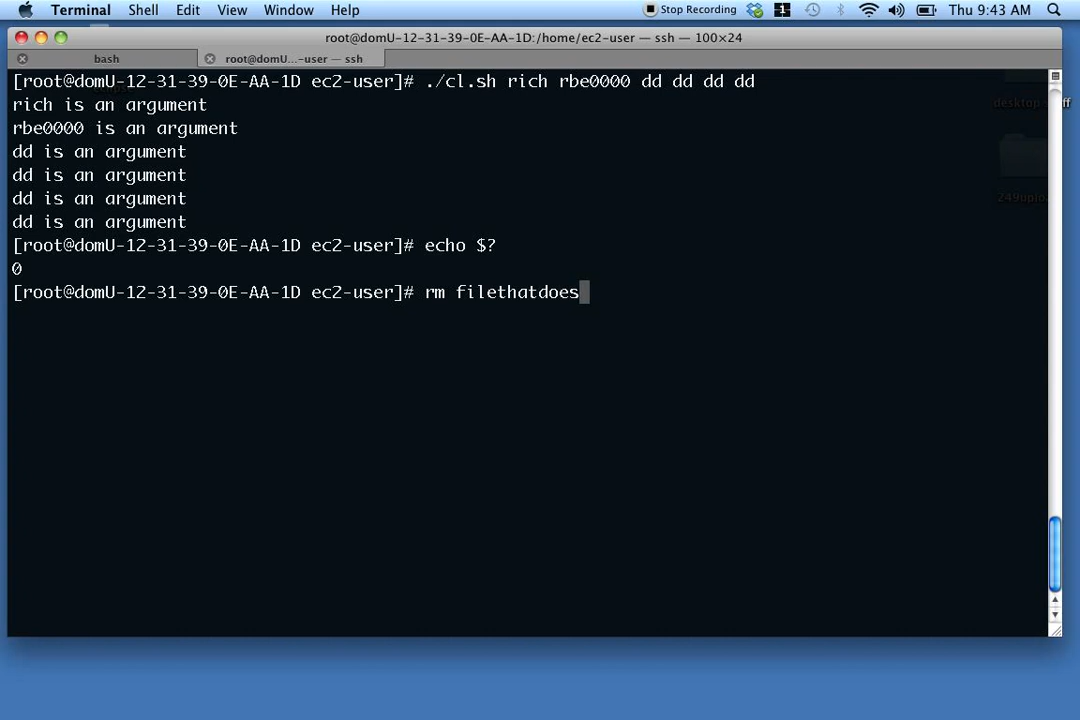 Terminal Shell Edit View Window Help Stop Recording 1 Thu 9:43 AM
root@domU-12-31-39-0E-AA-1D:/home/ec2-user — ssh — 100×24
bash root@domU...-user — ssh
[root@domU-12-31-39-0E-AA-1D ec2-user]# ./cl.sh rich rbe0000 dd dd dd dd
rich is an argument
rbe0000 is an argument
dd is an argument
dd is an argument
dd is an argument
dd is an argument
[root@domU-12-31-39-0E-AA-1D ec2-user]# echo $?
0
[root@domU-12-31-39-0E-AA-1D ec2-user]# rm filethatdoes
desktop